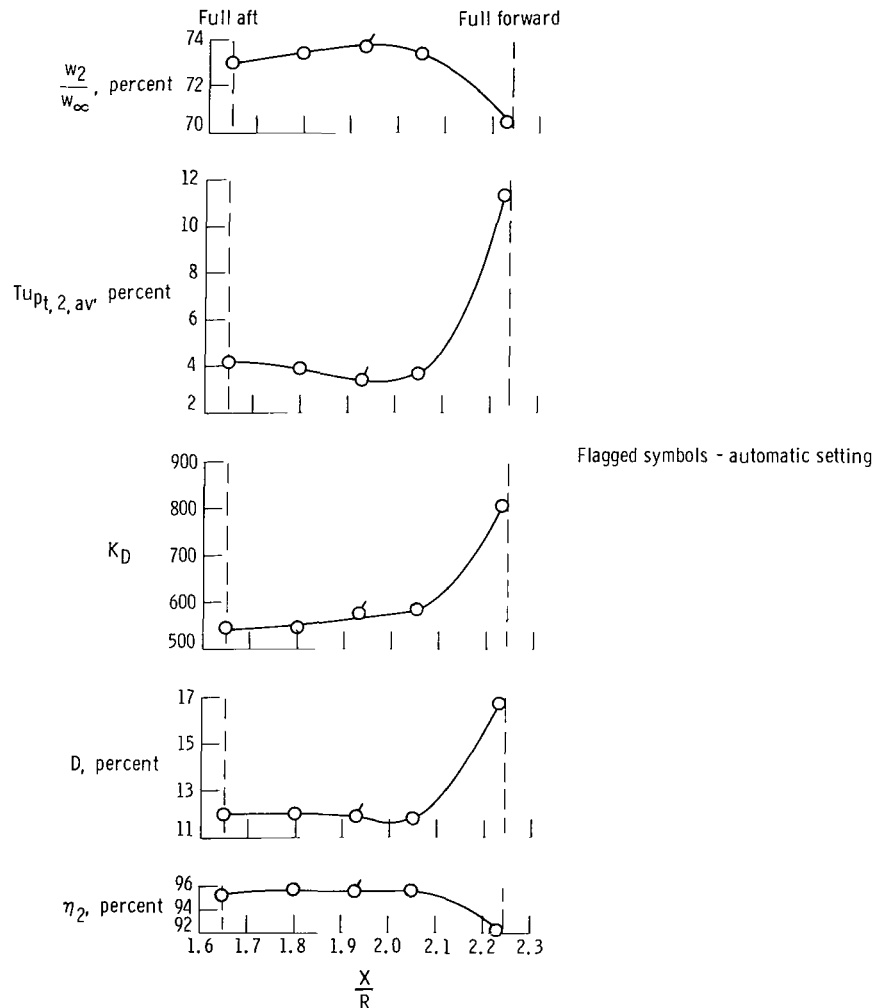 Full aft
Full forward
74
72
70
w2
w∞
, percent
12
10
8
6
4
2
Tupt, 2, av, percent
Flagged symbols - automatic setting
900
800
700
600
500
KD
17
15
13
11
D, percent
96
94
92
η2, percent
1.6 1.7 1.8 1.9 2.0 2.1 2.2 2.3
X
R